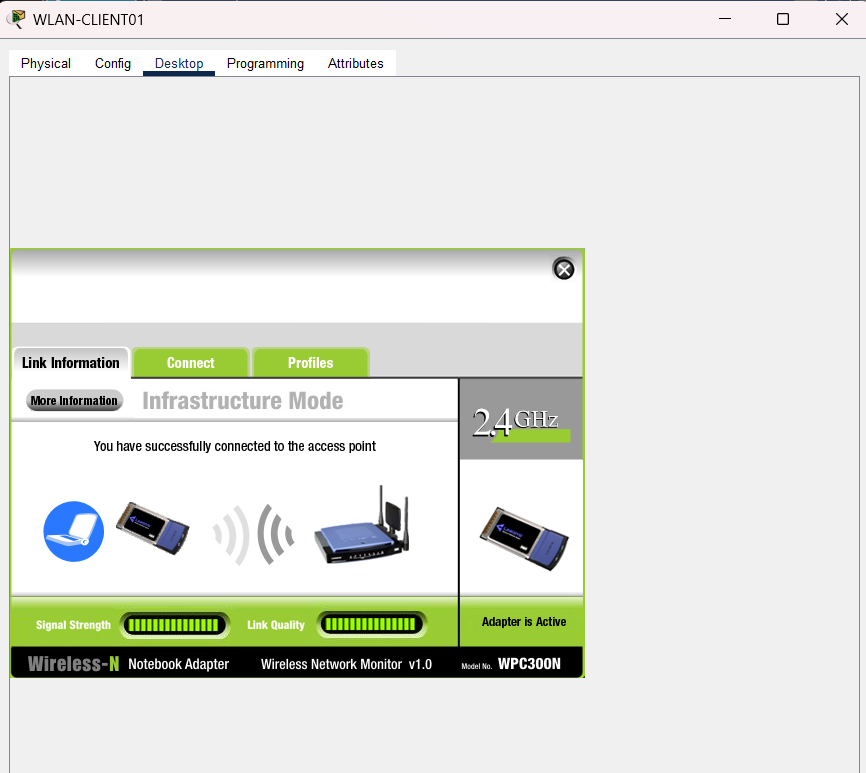 WLAN-CLIENT01
Physical Config Desktop Programming Attributes
Link Information Connect Profiles
More Information Infrastructure Mode
2.4GHz
You have successfully connected to the access point
Signal Strength Link Quality Adapter is Active
Wireless-N Notebook Adapter Wireless Network Monitor v1.0 Model No. WPC300N